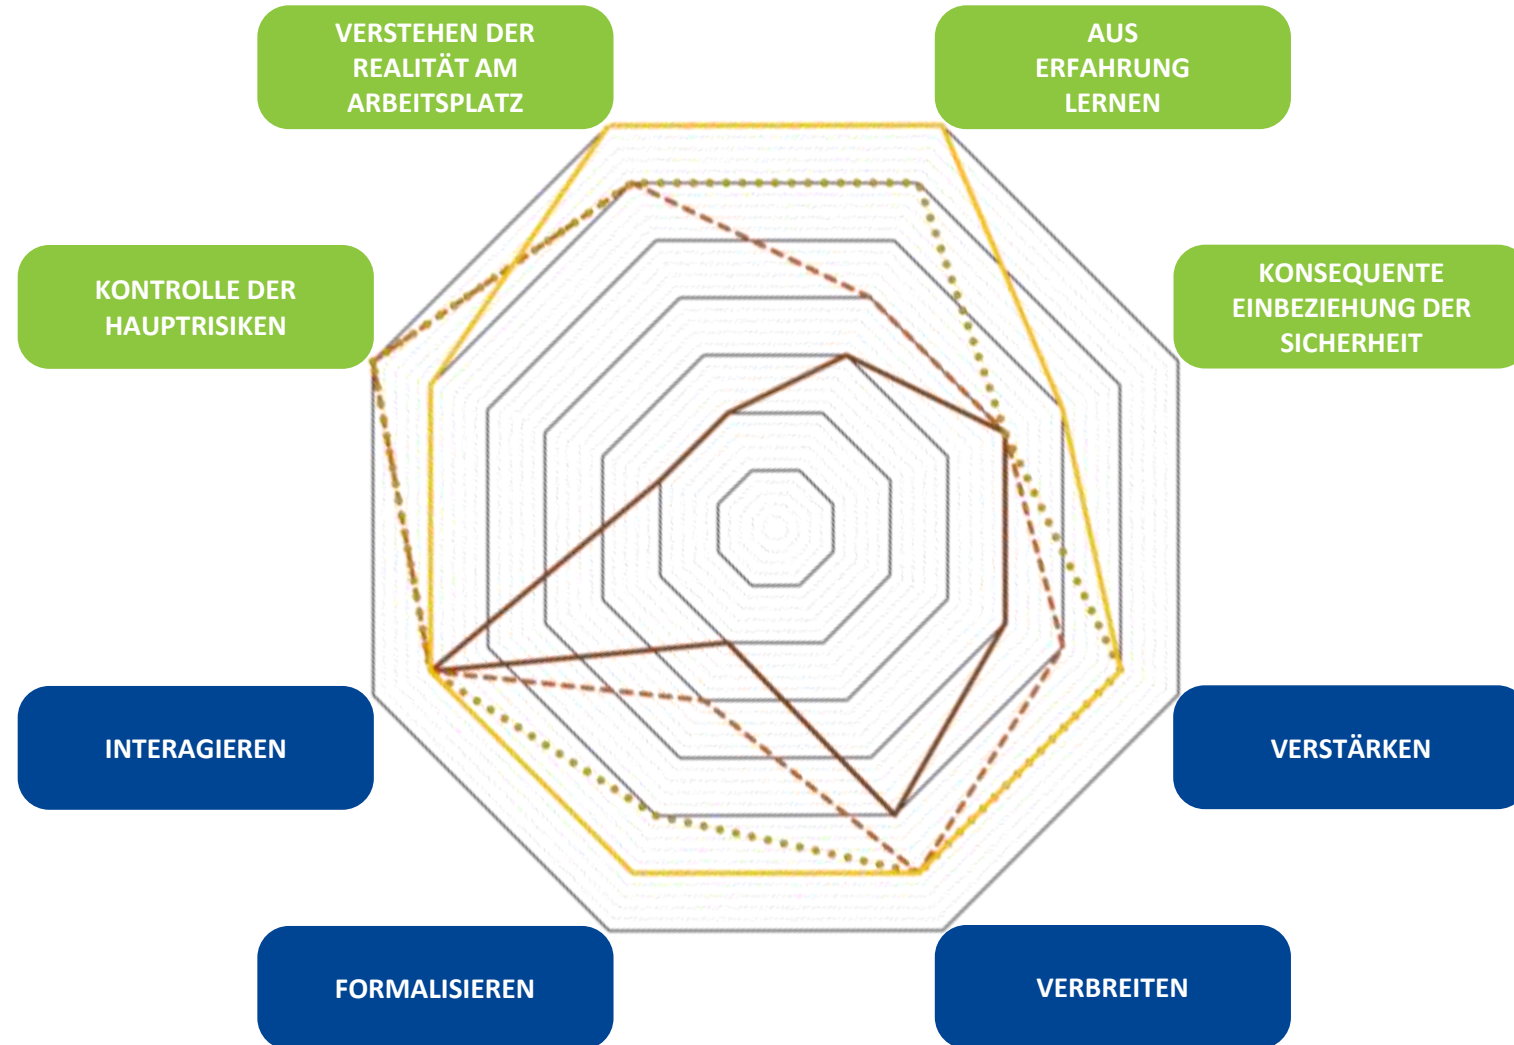 VERSTEHEN DER
REALITÄT AM
ARBEITSPLATZ
AUS
ERFAHRUNG
LERNEN
KONTROLLE DER
HAUPTRISIKEN
KONSEQUENTE
EINBEZIEHUNG DER
SICHERHEIT
INTERAGIEREN
VERSTÄRKEN
FORMALISIEREN
VERBREITEN